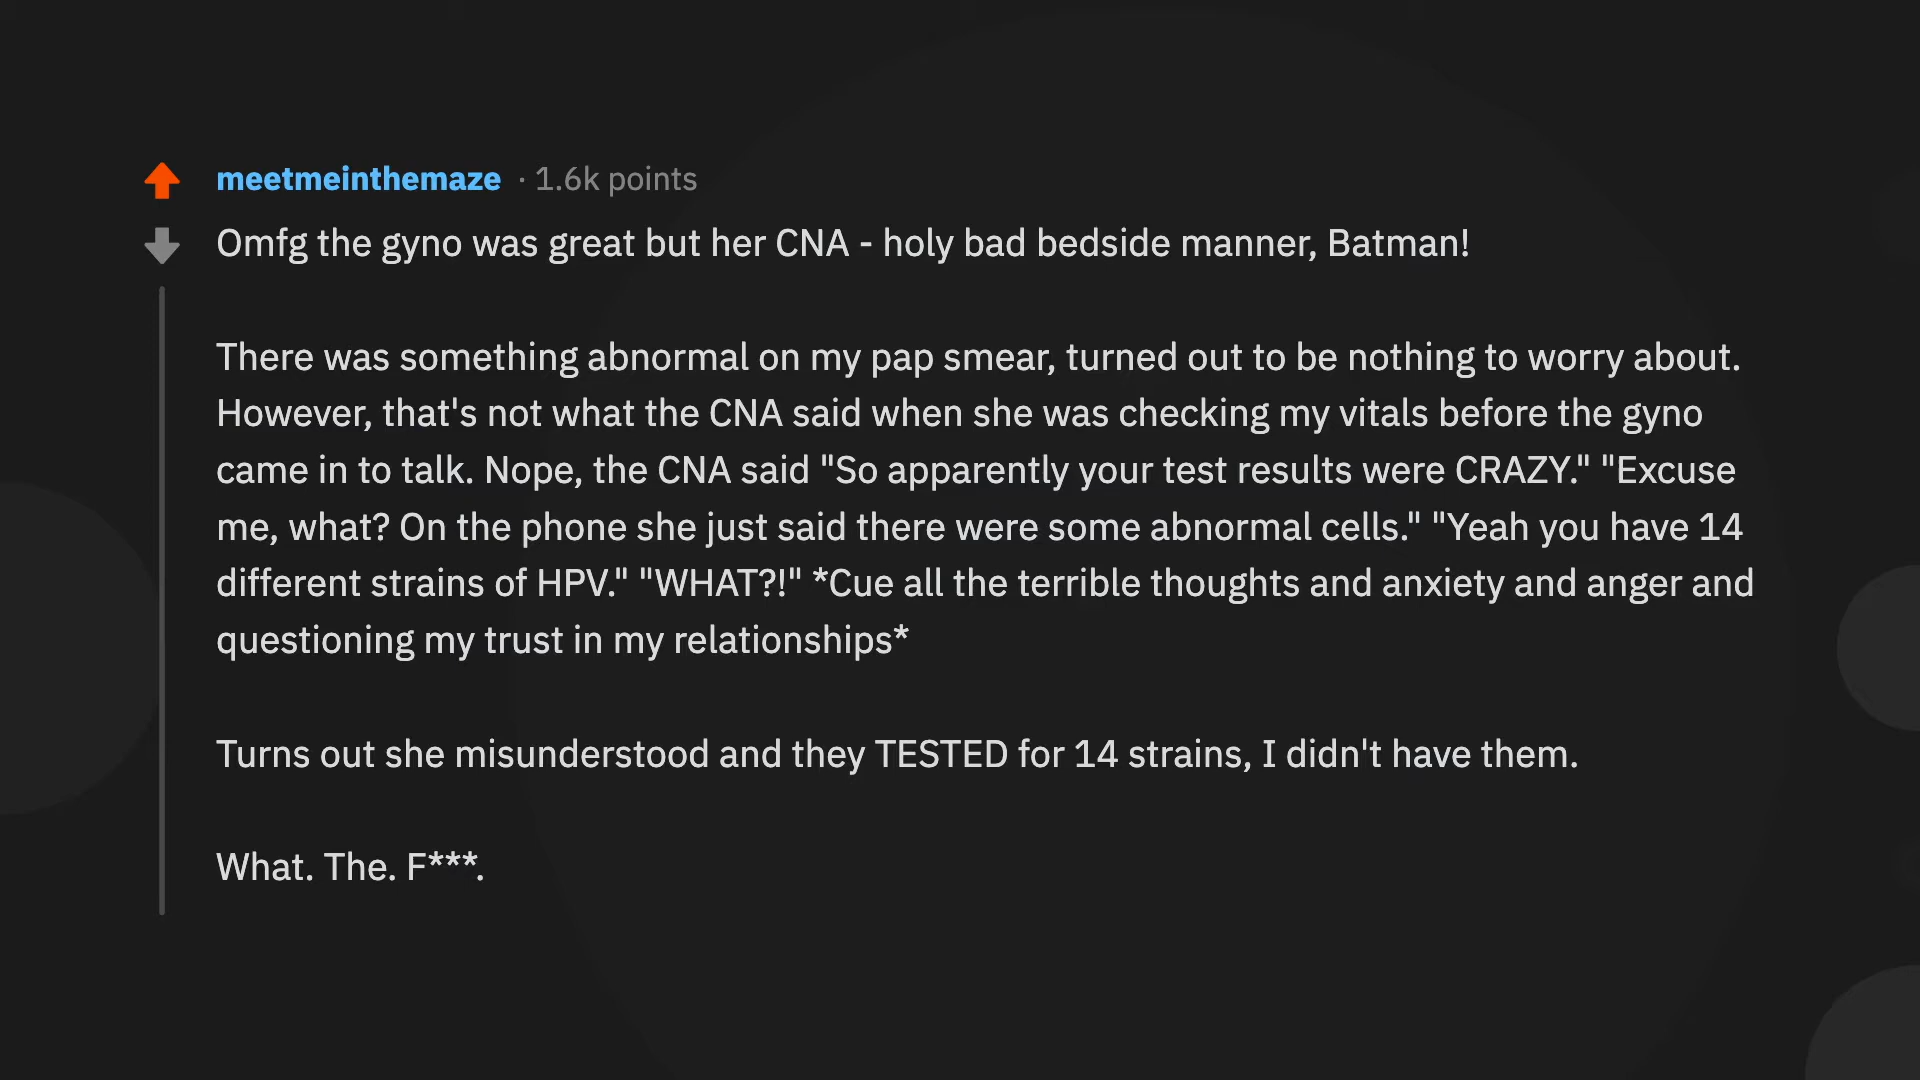 meetmeinthemaze · 1.6k points
Omfg the gyno was great but her CNA - holy bad bedside manner, Batman!
There was something abnormal on my pap smear, turned out to be nothing to worry about.
However, that's not what the CNA said when she was checking my vitals before the gyno
came in to talk. Nope, the CNA said "So apparently your test results were CRAZY." "Excuse
me, what? On the phone she just said there were some abnormal cells." "Yeah you have 14
different strains of HPV." "WHAT?!" *Cue all the terrible thoughts and anxiety and anger and
questioning my trust in my relationships*
Turns out she misunderstood and they TESTED for 14 strains, I didn't have them.
What. The. F***.